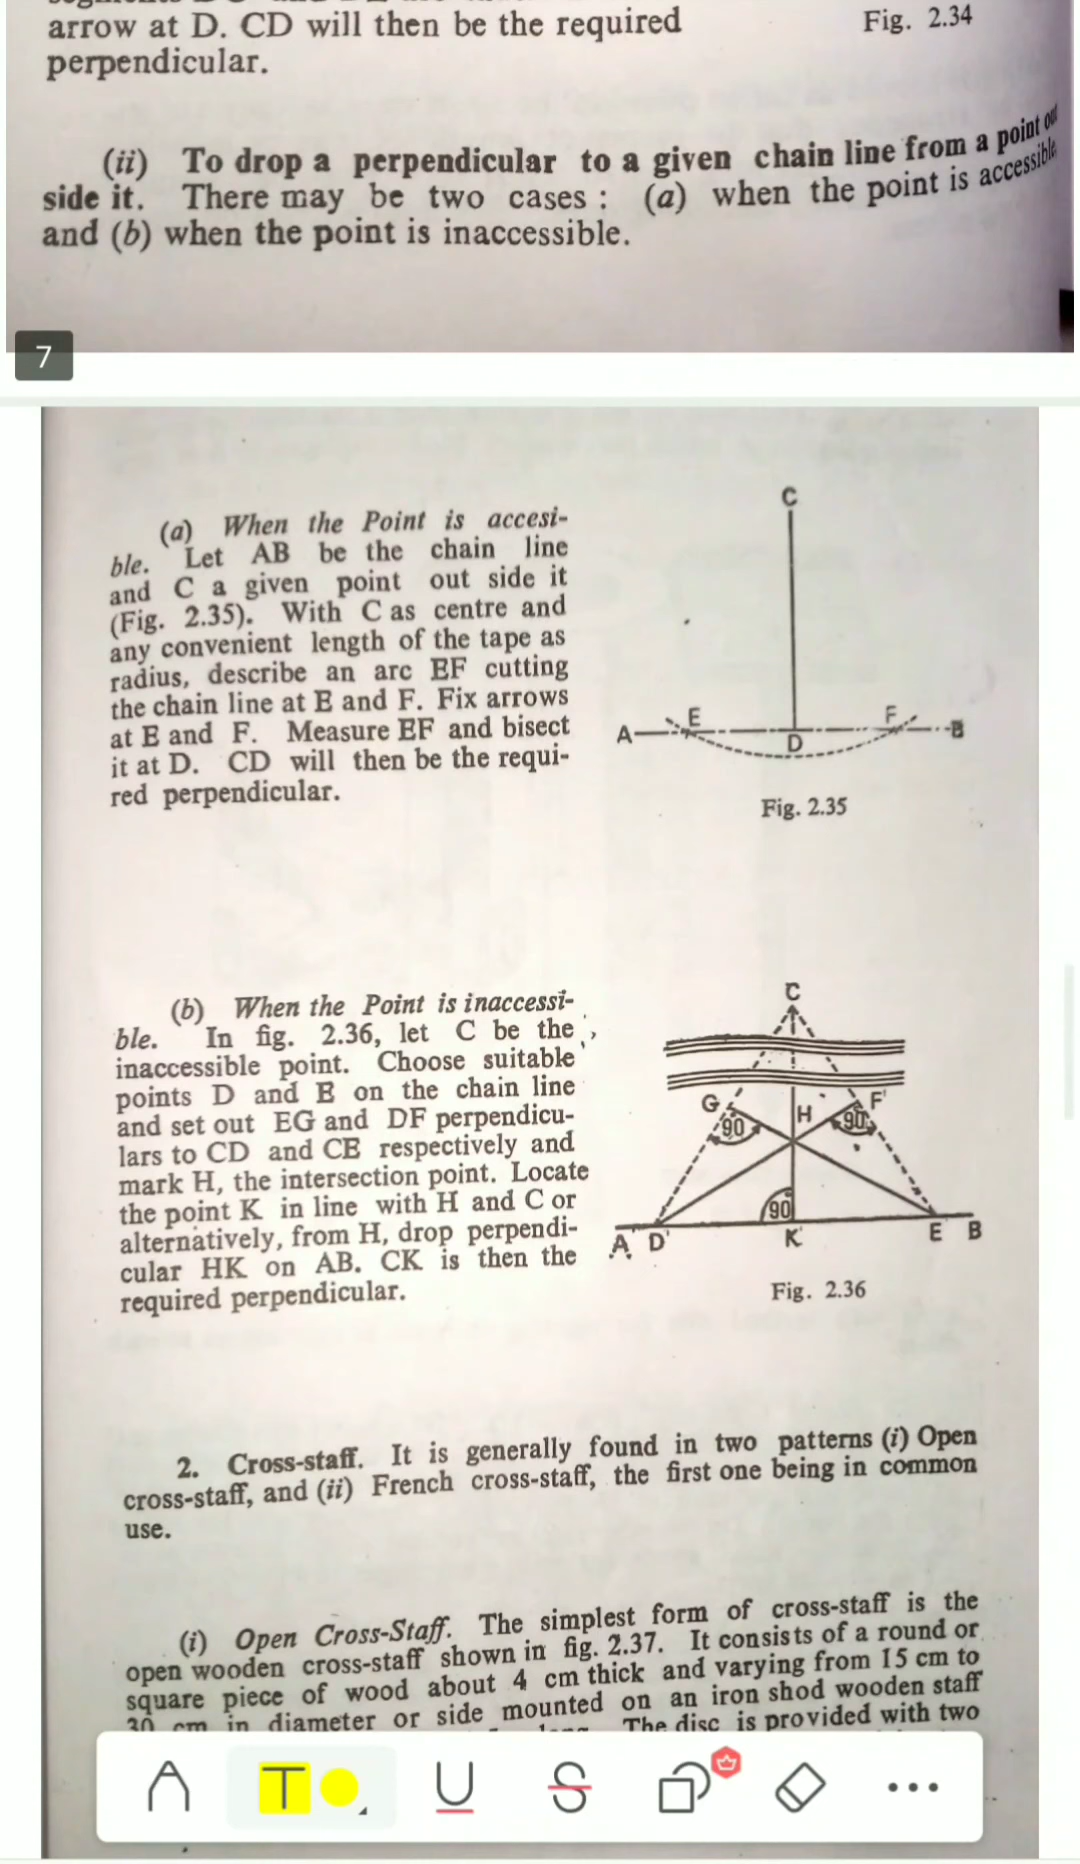 arrow at D. CD will then be the required
perpendicular.
Fig. 2.34
(ii) To drop a perpendicular to a given chain line from a point out
side it. There may be two cases : (a) when the point is accessible
and (b) when the point is inaccessible.
7
(a) When the Point is accesi-
ble. Let AB be the chain line
and C a given point out side it
(Fig. 2.35). With C as centre and
any convenient length of the tape as
radius, describe an arc EF cutting
the chain line at E and F. Fix arrows
at E and F. Measure EF and bisect
it at D. CD will then be the requi-
red perpendicular.
C
A E D F B
Fig. 2.35
(b) When the Point is inaccessi-
ble. In fig. 2.36, let C be the
inaccessible point. Choose suitable
points D and E on the chain line
and set out EG and DF perpendicu-
lars to CD and CE respectively and
mark H, the intersection point. Locate
the point K in line with H and C or
alternatively, from H, drop perpendi-
cular HK on AB. CK is then the
required perpendicular.
C
G H F
90 90
90
A D K E B
Fig. 2.36
2. Cross-staff. It is generally found in two patterns (i) Open
cross-staff, and (ii) French cross-staff, the first one being in common
use.
(i) Open Cross-Staff. The simplest form of cross-staff is the
open wooden cross-staff shown in fig. 2.37. It consists of a round or
square piece of wood about 4 cm thick and varying from 15 cm to
30 cm in diameter or side mounted on an iron shod wooden staff
The disc is provided with two
T U S